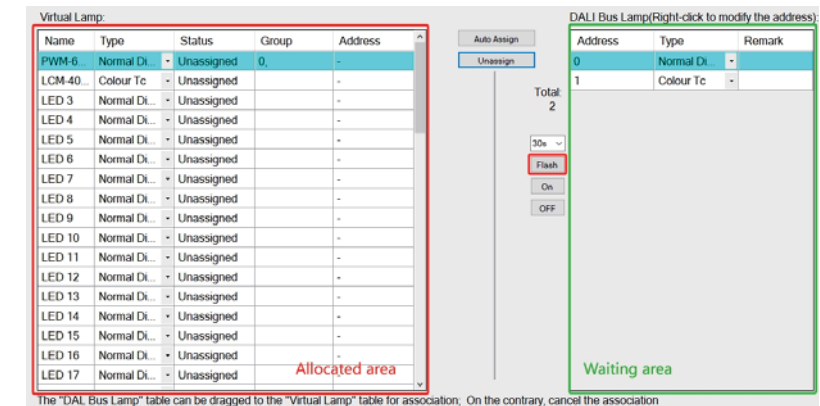 Virtual Lamp: DALI Bus Lamp(Right-click to modify the address):
Name Type Status Group Address Auto Assign Address Type Remark
PWM-6... Normal Di... Unassigned 0, - Unassign 0 Normal Di...
LCM-40... Colour Tc Unassigned - 1 Colour Tc
LED 3 Normal Di... Unassigned - Total:
LED 4 Normal Di... Unassigned - 2
LED 5 Normal Di... Unassigned - 30s
LED 6 Normal Di... Unassigned - Flash
LED 7 Normal Di... Unassigned - On
LED 8 Normal Di... Unassigned - OFF
LED 9 Normal Di... Unassigned -
LED 10 Normal Di... Unassigned -
LED 11 Normal Di... Unassigned -
LED 12 Normal Di... Unassigned -
LED 13 Normal Di... Unassigned -
LED 14 Normal Di... Unassigned -
LED 15 Normal Di... Unassigned -
LED 16 Normal Di... Unassigned -
LED 17 Normal Di... Unassigned - Allocated area Waiting area
The "DAL Bus Lamp" table can be dragged to the "Virtual Lamp" table for association, On the contrary, cancel the association